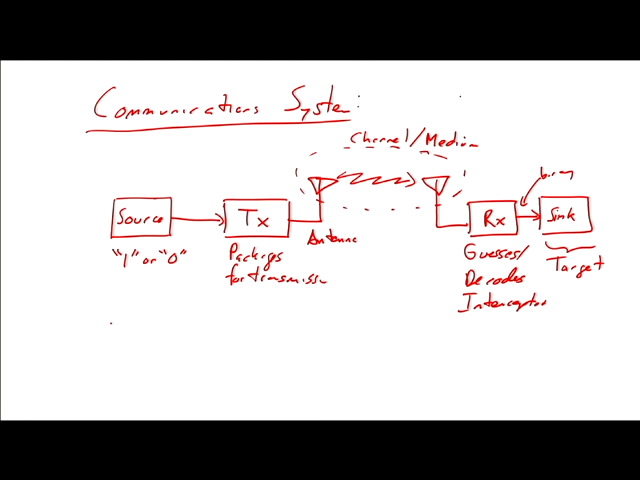 Communications System:
Channel/Medium
binary
Source
Tx
Rx
Sink
"1" or "0"
Packages
for transmission
Antenna
Guesses/
Decodes
Interceptor
Target